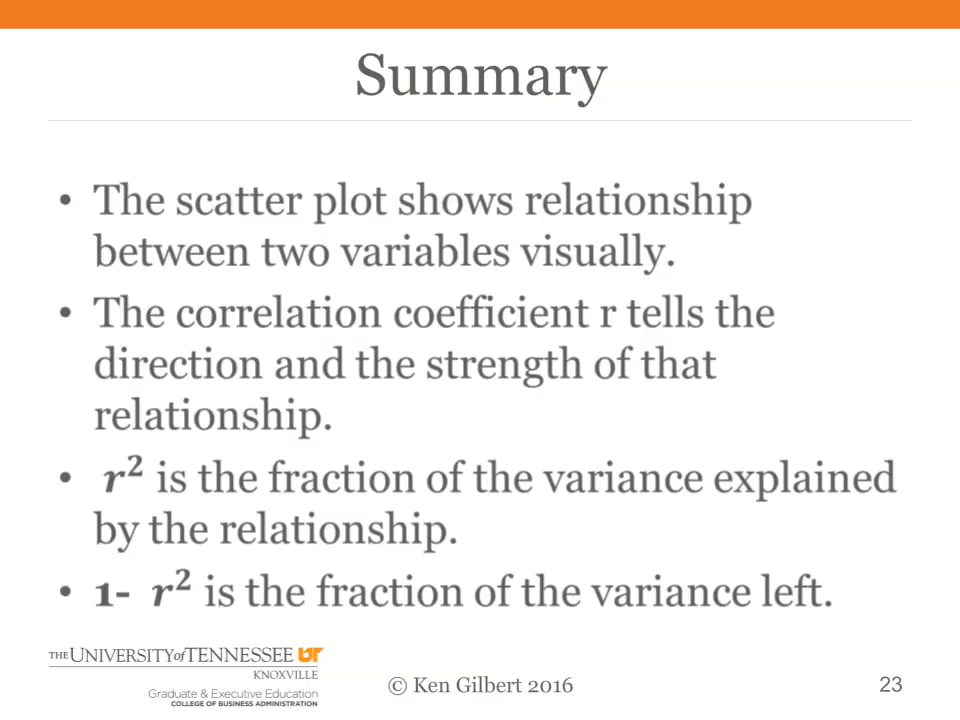 Summary
• The scatter plot shows relationship
between two variables visually.
• The correlation coefficient r tells the
direction and the strength of that
relationship.
• r² is the fraction of the variance explained
by the relationship.
• 1- r² is the fraction of the variance left.
THE UNIVERSITY of TENNESSEE UT
KNOXVILLE
Graduate & Executive Education
COLLEGE OF BUSINESS ADMINISTRATION
© Ken Gilbert 2016
23